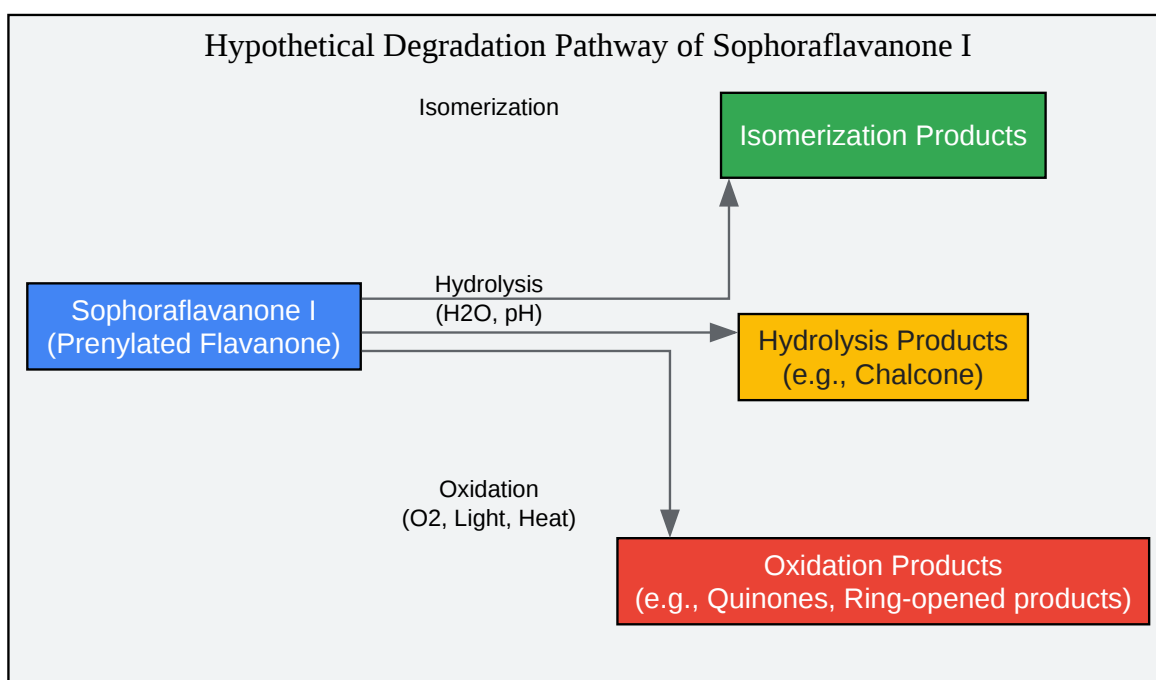 Hypothetical Degradation Pathway of Sophoraflavanone I
Isomerization
Isomerization Products
Hydrolysis
(H2O, pH)
Sophoraflavanone I
(Prenylated Flavanone)
Hydrolysis Products
(e.g., Chalcone)
Oxidation
(O2, Light, Heat)
Oxidation Products
(e.g., Quinones, Ring-opened products)